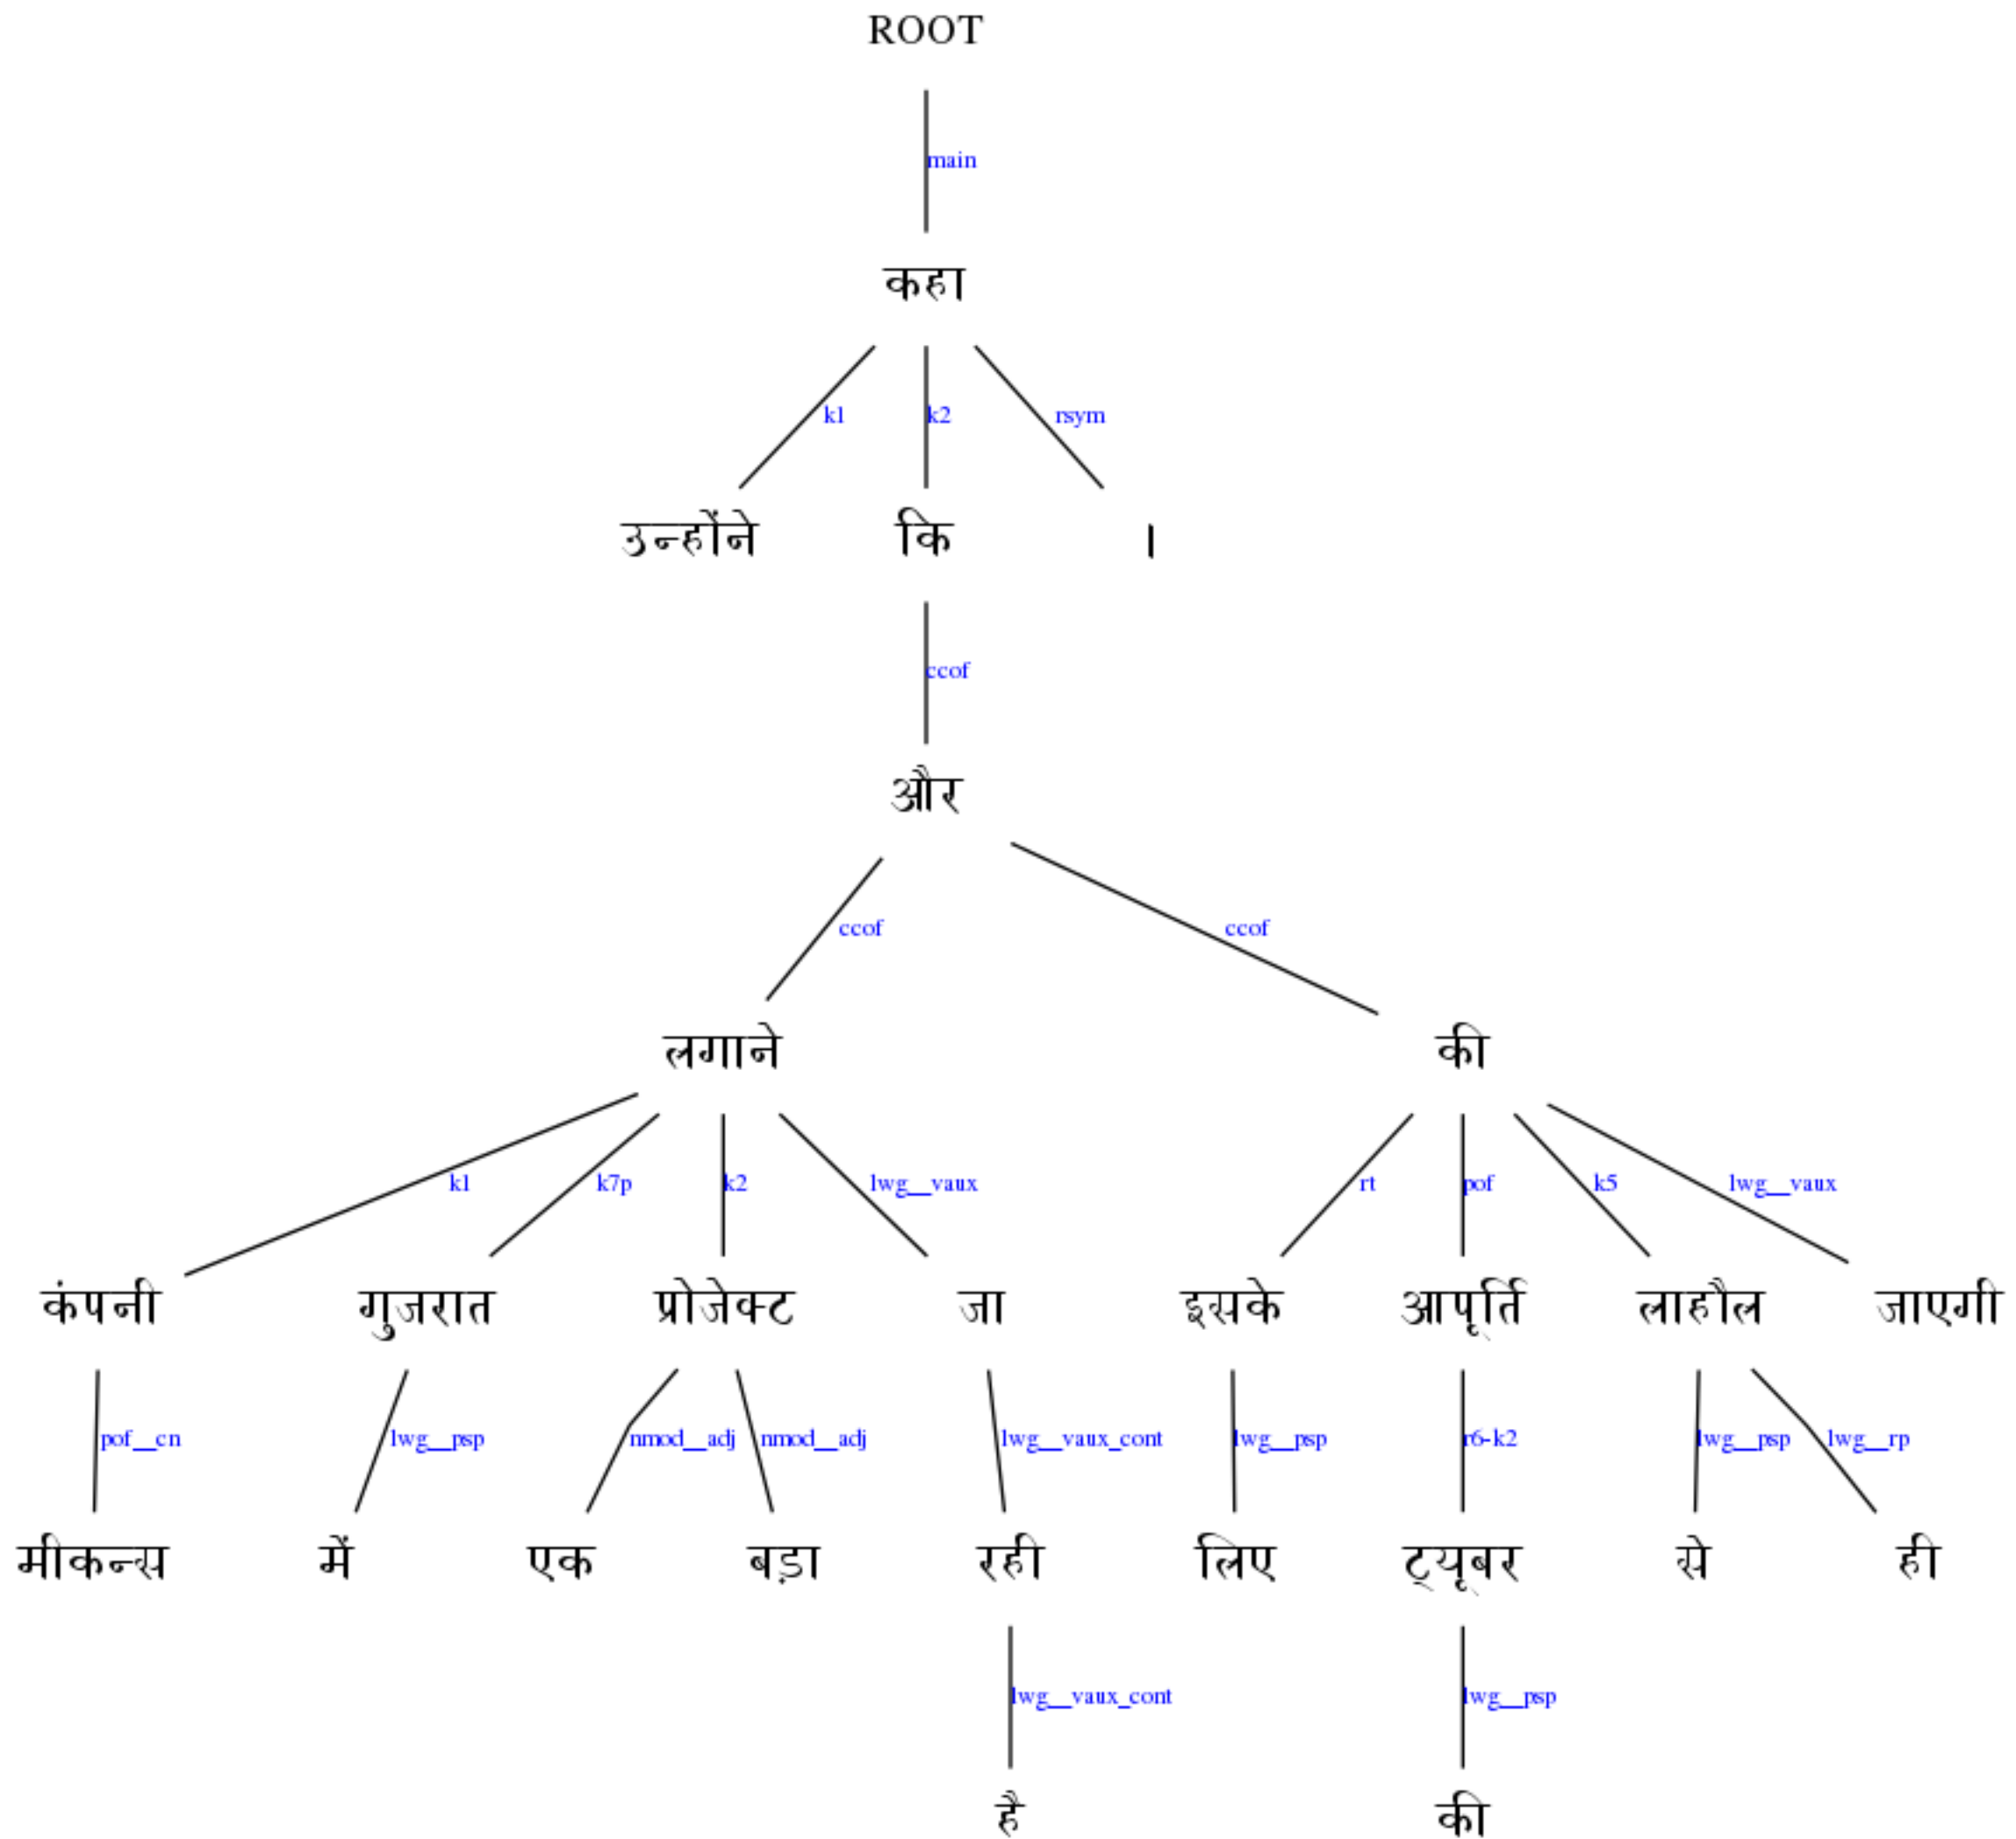 ROOT
main
कहा
k1 k2 rsym
उन्होंने कि ।
ccof
और
ccof ccof
लगाने की
k1 k7p k2 lwg__vaux rt pof k5 lwg__vaux
कंपनी गुजरात प्रोजेक्ट जा इसके आपूर्ति लाहौल जाएगी
pof__cn lwg__psp nmod__adj nmod__adj lwg__vaux_cont lwg__psp r6-k2 lwg__psp lwg__rp
मीकन्स में एक बड़ा रही लिए ट्यूबर से ही
lwg__vaux_cont lwg__psp
है की